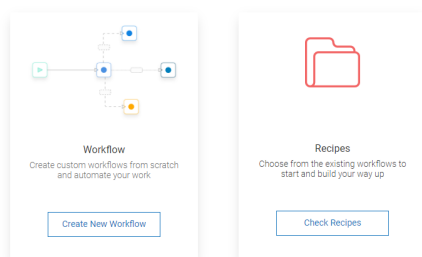 Workflow
Create custom workflows from scratch
and automate your work
Create New Workflow
Recipes
Choose from the existing workflows to
start and build your way up
Check Recipes